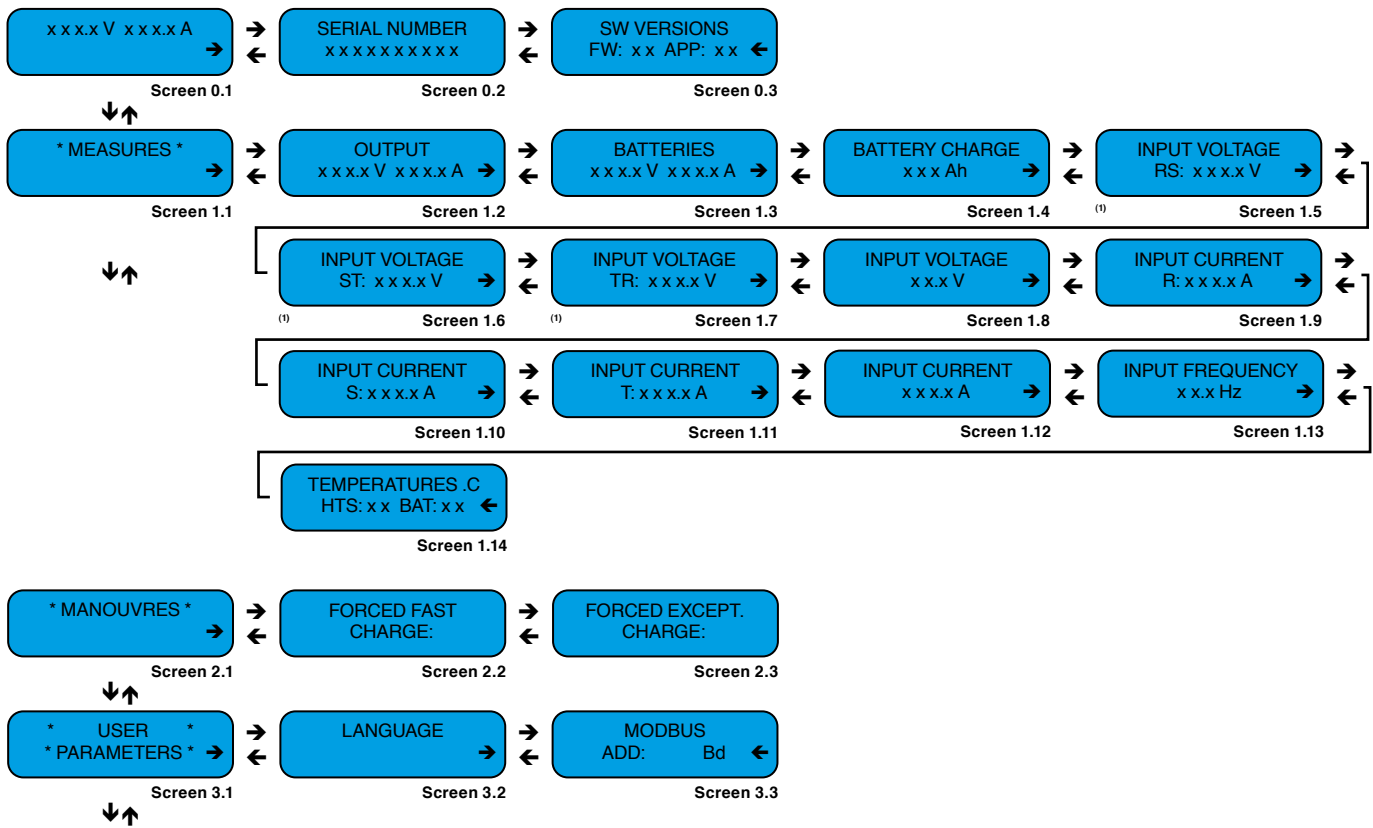 x x x.x V x x x.x A ➔
Screen 0.1
SERIAL NUMBER
x x x x x x x x x x
Screen 0.2
SW VERSIONS
FW: x x APP: x x
Screen 0.3
* MEASURES *
Screen 1.1
OUTPUT
x x x.x V x x x.x A
Screen 1.2
BATTERIES
x x x.x V x x x.x A
Screen 1.3
BATTERY CHARGE
x x x Ah
Screen 1.4
INPUT VOLTAGE
RS: x x x.x V
(1)
Screen 1.5
INPUT VOLTAGE
ST: x x x.x V
(1)
Screen 1.6
INPUT VOLTAGE
TR: x x x.x V
(1)
Screen 1.7
INPUT VOLTAGE
x x.x V
Screen 1.8
INPUT CURRENT
R: x x x.x A
Screen 1.9
INPUT CURRENT
S: x x x.x A
Screen 1.10
INPUT CURRENT
T: x x x.x A
Screen 1.11
INPUT CURRENT
x x x.x A
Screen 1.12
INPUT FREQUENCY
x x.x Hz
Screen 1.13
TEMPERATURES .C
HTS: x x BAT: x x
Screen 1.14
* MANOUVRES *
Screen 2.1
FORCED FAST
CHARGE:
Screen 2.2
FORCED EXCEPT.
CHARGE:
Screen 2.3
* USER *
* PARAMETERS *
Screen 3.1
LANGUAGE
Screen 3.2
MODBUS
ADD: Bd
Screen 3.3